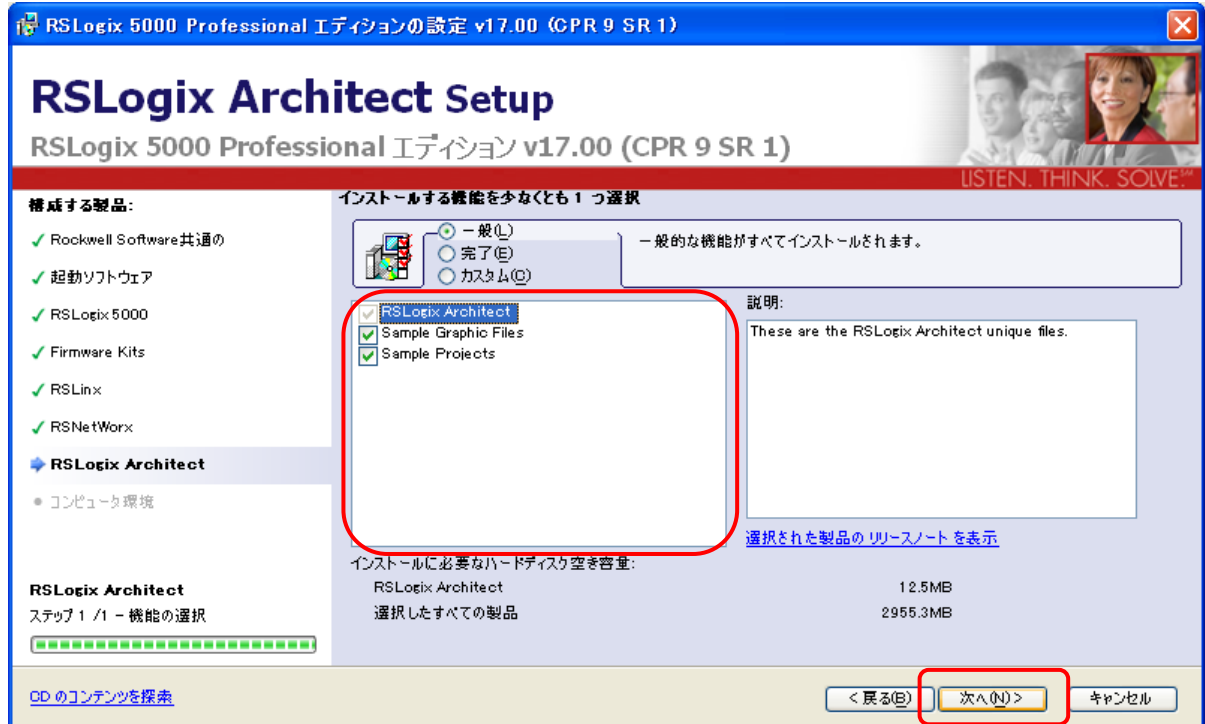 RSLogix 5000 Professional エディションの設定 v17.00 (CPR 9 SR 1)
RSLogix Architect Setup
RSLogix 5000 Professional エディション v17.00 (CPR 9 SR 1)
LISTEN. THINK. SOLVE.℠
構成する製品:
Rockwell Software共通の
起動ソフトウェア
RSLogix 5000
Firmware Kits
RSLinx
RSNetWorx
RSLogix Architect
コンピュータ環境
RSLogix Architect
ステップ 1 /1 - 機能の選択
CD のコンテンツを探索
インストールする機能を少なくとも 1 つ選択
一般(L)
完了(E)
カスタム(C)
一般的な機能がすべてインストールされます。
RSLogix Architect
Sample Graphic Files
Sample Projects
説明:
These are the RSLogix Architect unique files.
選択された製品の リリースノート を表示
インストールに必要なハードディスク空き容量:
RSLogix Architect 12.5MB
選択したすべての製品 2955.3MB
< 戻る(B) 次へ(N) > キャンセル